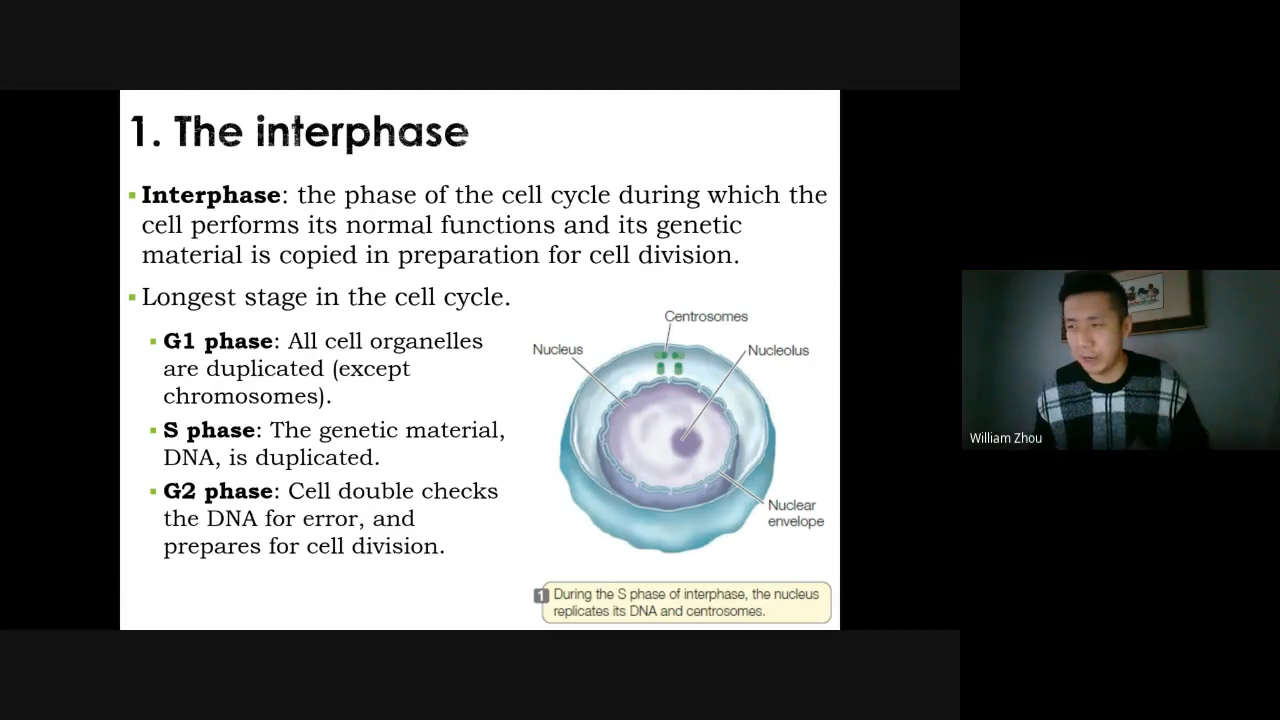 1. The interphase
▪ Interphase: the phase of the cell cycle during which the
cell performs its normal functions and its genetic
material is copied in preparation for cell division.
▪ Longest stage in the cell cycle.
▪ G1 phase: All cell organelles
are duplicated (except
chromosomes).
▪ S phase: The genetic material,
DNA, is duplicated.
▪ G2 phase: Cell double checks
the DNA for error, and
prepares for cell division.
Centrosomes
Nucleus
Nucleolus
Nuclear
envelope
1 During the S phase of interphase, the nucleus
replicates its DNA and centrosomes.
William Zhou